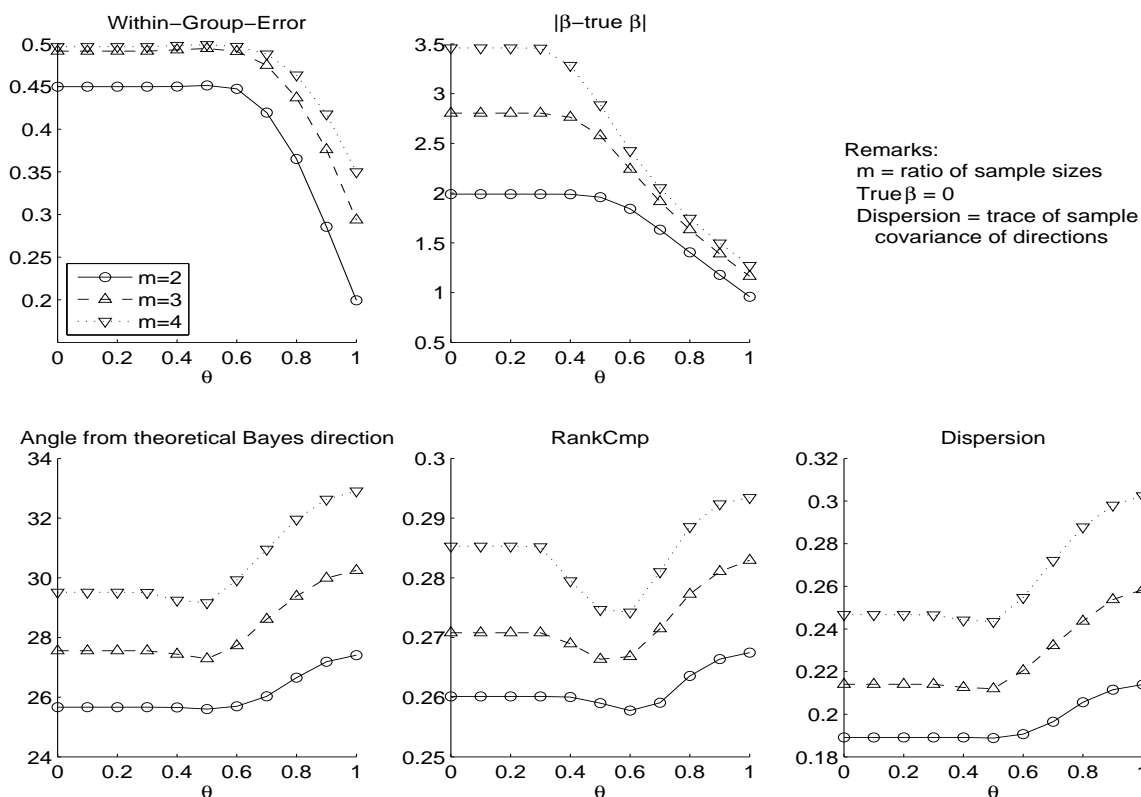 Within-Group-Error
0.5
0.45
0.4
0.35
0.3
0.25
0.2
m=2
m=3
m=4
0 0.2 0.4 0.6 0.8 1
θ
|β-true β|
3.5
3
2.5
2
1.5
1
0.5
0 0.2 0.4 0.6 0.8 1
θ
Remarks:
m = ratio of sample sizes
True β = 0
Dispersion = trace of sample
covariance of directions
Angle from theoretical Bayes direction
34
32
30
28
26
24
0 0.2 0.4 0.6 0.8 1
θ
RankCmp
0.3
0.29
0.28
0.27
0.26
0.25
0 0.2 0.4 0.6 0.8 1
θ
Dispersion
0.32
0.3
0.28
0.26
0.24
0.22
0.2
0.18
0 0.2 0.4 0.6 0.8 1
θ